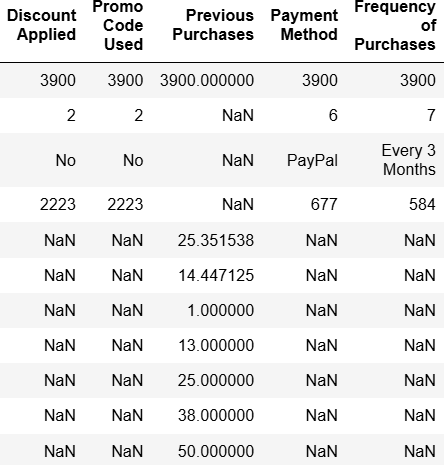 Discount Applied Promo Code Used Previous Purchases Payment Method Frequency of Purchases
3900 3900 3900.000000 3900 3900
2 2 NaN 6 7
No No NaN PayPal Every 3 Months
2223 2223 NaN 677 584
NaN NaN 25.351538 NaN NaN
NaN NaN 14.447125 NaN NaN
NaN NaN 1.000000 NaN NaN
NaN NaN 13.000000 NaN NaN
NaN NaN 25.000000 NaN NaN
NaN NaN 38.000000 NaN NaN
NaN NaN 50.000000 NaN NaN